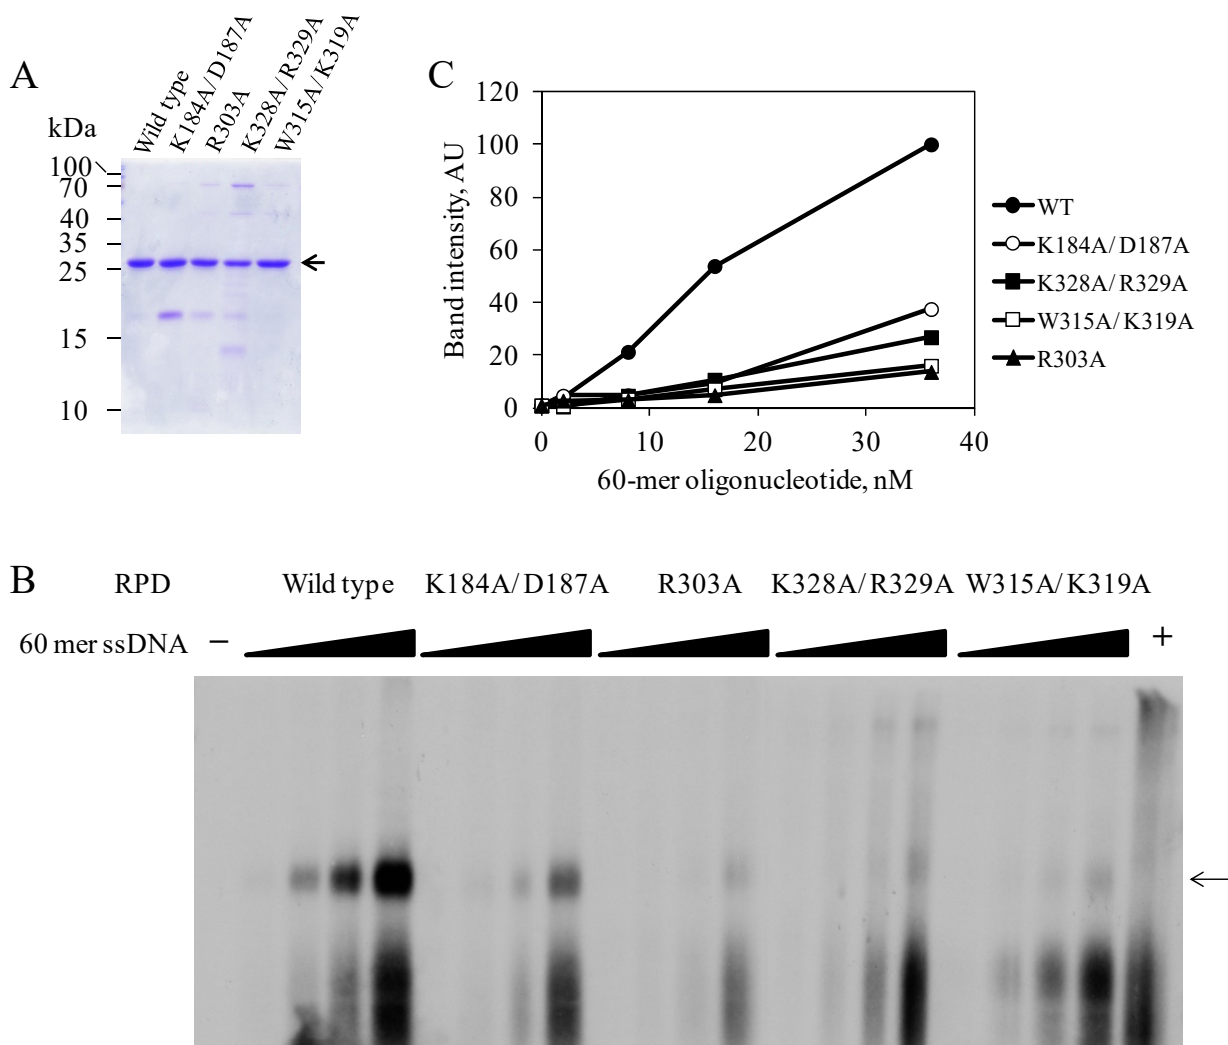 A
kDa
Wild type
K184A/D187A
R303A
K328A/R329A
W315A/K319A
100
70
40
35
25
15
10
C
Band intensity, AU
120
100
80
60
40
20
0
0 10 20 30 40
60-mer oligonucleotide, nM
WT
K184A/D187A
K328A/R329A
W315A/K319A
R303A
B
RPD Wild type K184A/D187A R303A K328A/R329A W315A/K319A
60 mer ssDNA − +